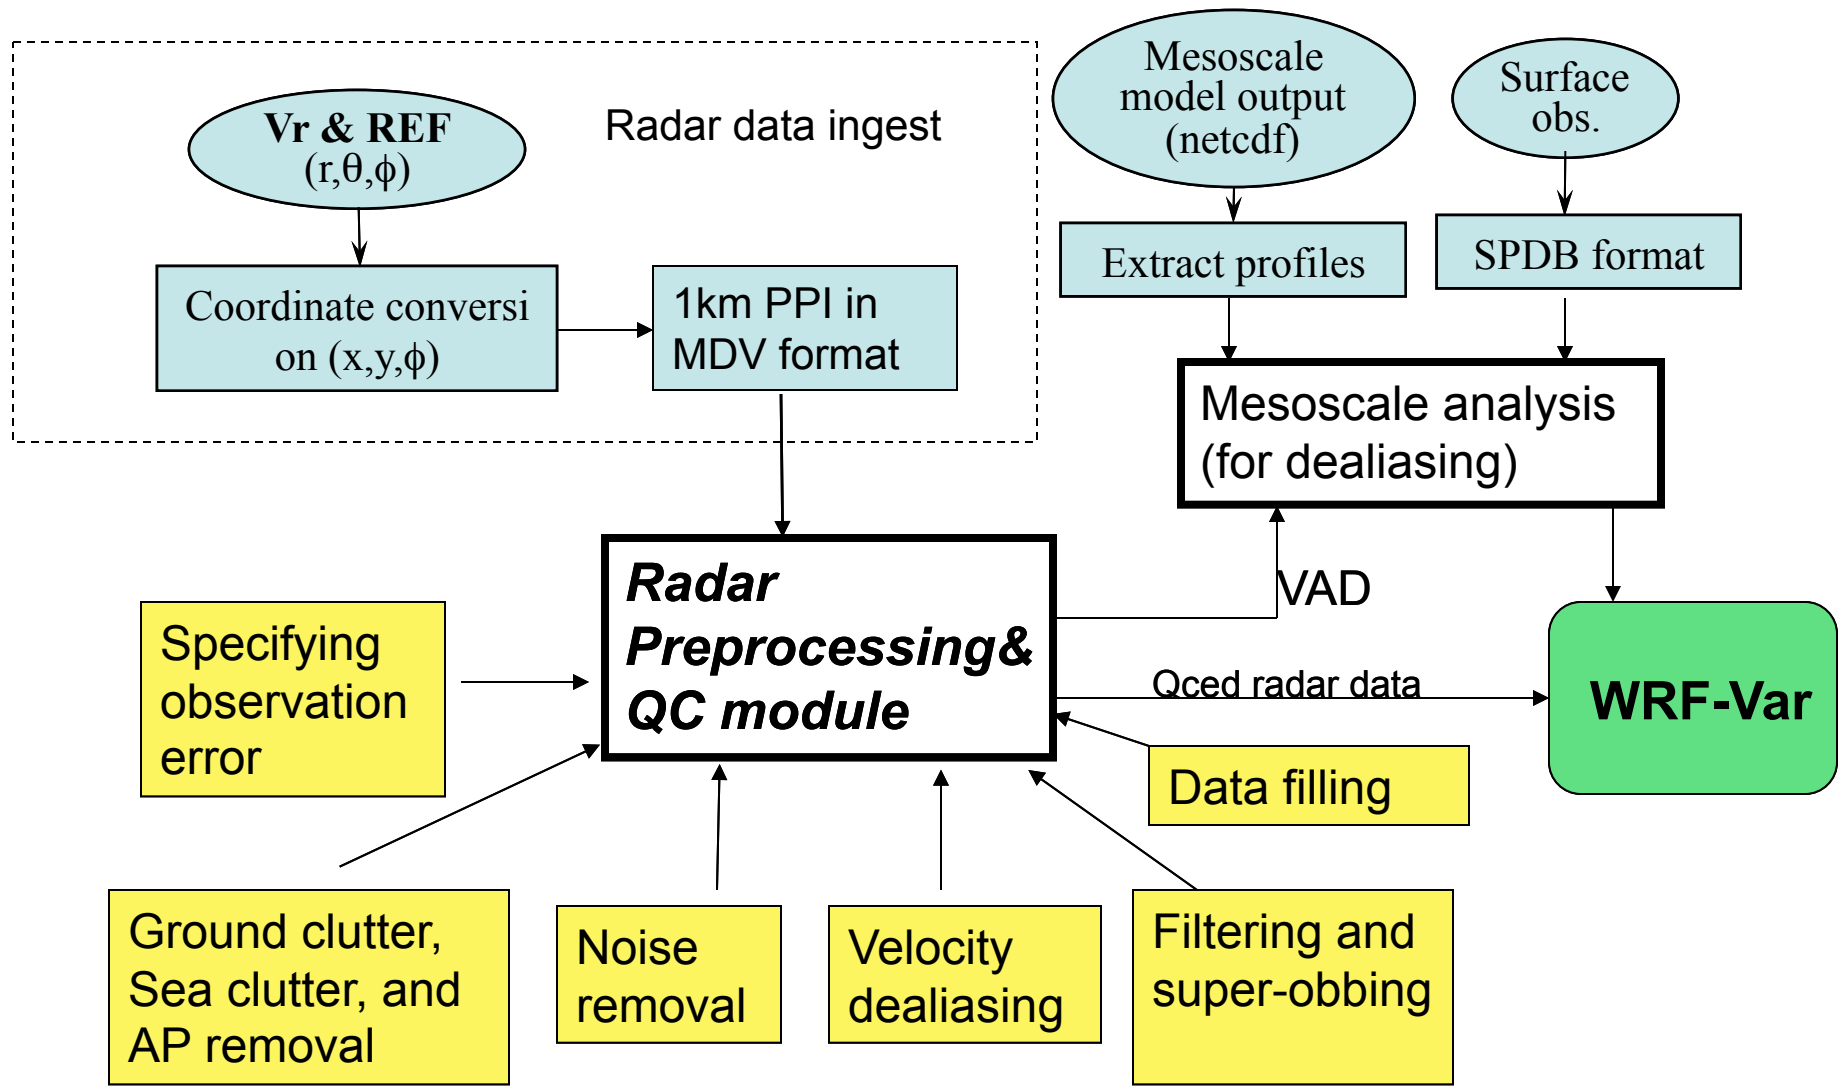 Radar data ingest
Vr & REF
(r,θ,ϕ)
Coordinate conversi
on (x,y,ϕ)
1km PPI in
MDV format
Mesoscale
model output
(netcdf)
Surface
obs.
Extract profiles
SPDB format
Mesoscale analysis
(for dealiasing)
Radar
Preprocessing&
QC module
VAD
Qced radar data
WRF-Var
Specifying
observation
error
Data filling
Ground clutter,
Sea clutter, and
AP removal
Noise
removal
Velocity
dealiasing
Filtering and
super-obbing